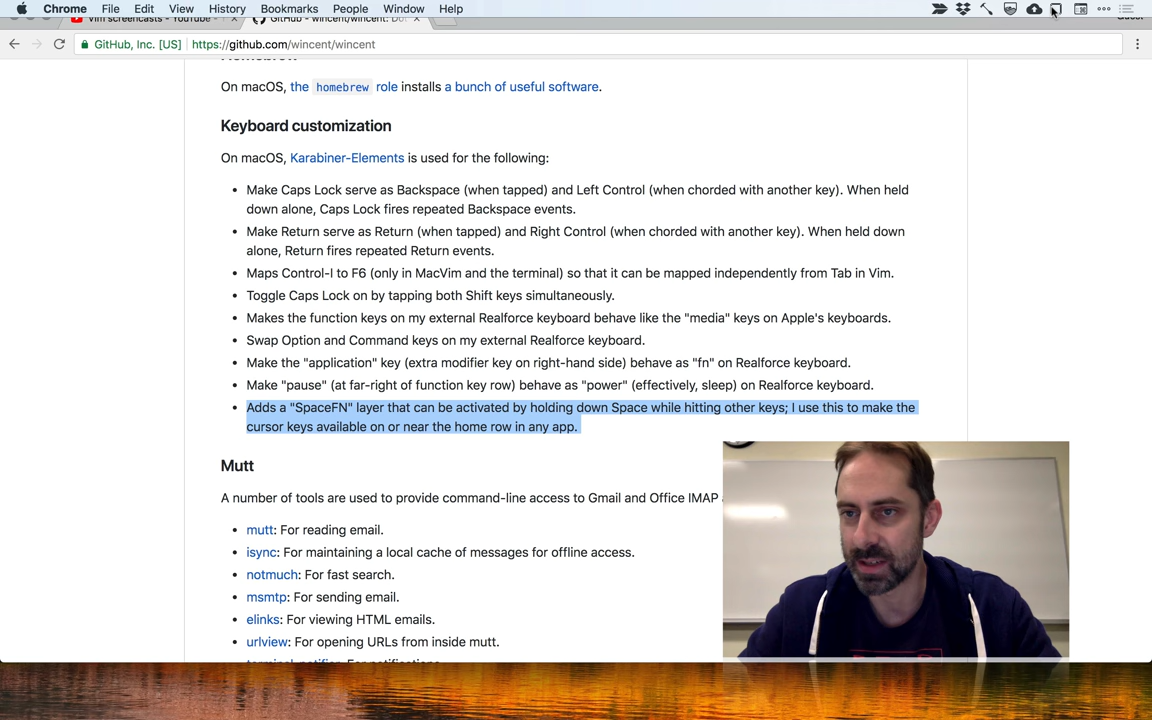 Chrome File Edit View History Bookmarks People Window Help
Vim screencasts - YouTube - GitHub - wincent/wincent: Do
GitHub, Inc. [US] https://github.com/wincent/wincent
Homebrew
On macOS, the homebrew role installs a bunch of useful software.
Keyboard customization
On macOS, Karabiner-Elements is used for the following:
• Make Caps Lock serve as Backspace (when tapped) and Left Control (when chorded with another key). When held
down alone, Caps Lock fires repeated Backspace events.
• Make Return serve as Return (when tapped) and Right Control (when chorded with another key). When held down
alone, Return fires repeated Return events.
• Maps Control-I to F6 (only in MacVim and the terminal) so that it can be mapped independently from Tab in Vim.
• Toggle Caps Lock on by tapping both Shift keys simultaneously.
• Makes the function keys on my external Realforce keyboard behave like the "media" keys on Apple's keyboards.
• Swap Option and Command keys on my external Realforce keyboard.
• Make the "application" key (extra modifier key on right-hand side) behave as "fn" on Realforce keyboard.
• Make "pause" (at far-right of function key row) behave as "power" (effectively, sleep) on Realforce keyboard.
• Adds a "SpaceFN" layer that can be activated by holding down Space while hitting other keys; I use this to make the
cursor keys available on or near the home row in any app.
Mutt
A number of tools are used to provide command-line access to Gmail and Office IMAP
• mutt: For reading email.
• isync: For maintaining a local cache of messages for offline access.
• notmuch: For fast search.
• msmtp: For sending email.
• elinks: For viewing HTML emails.
• urlview: For opening URLs from inside mutt.